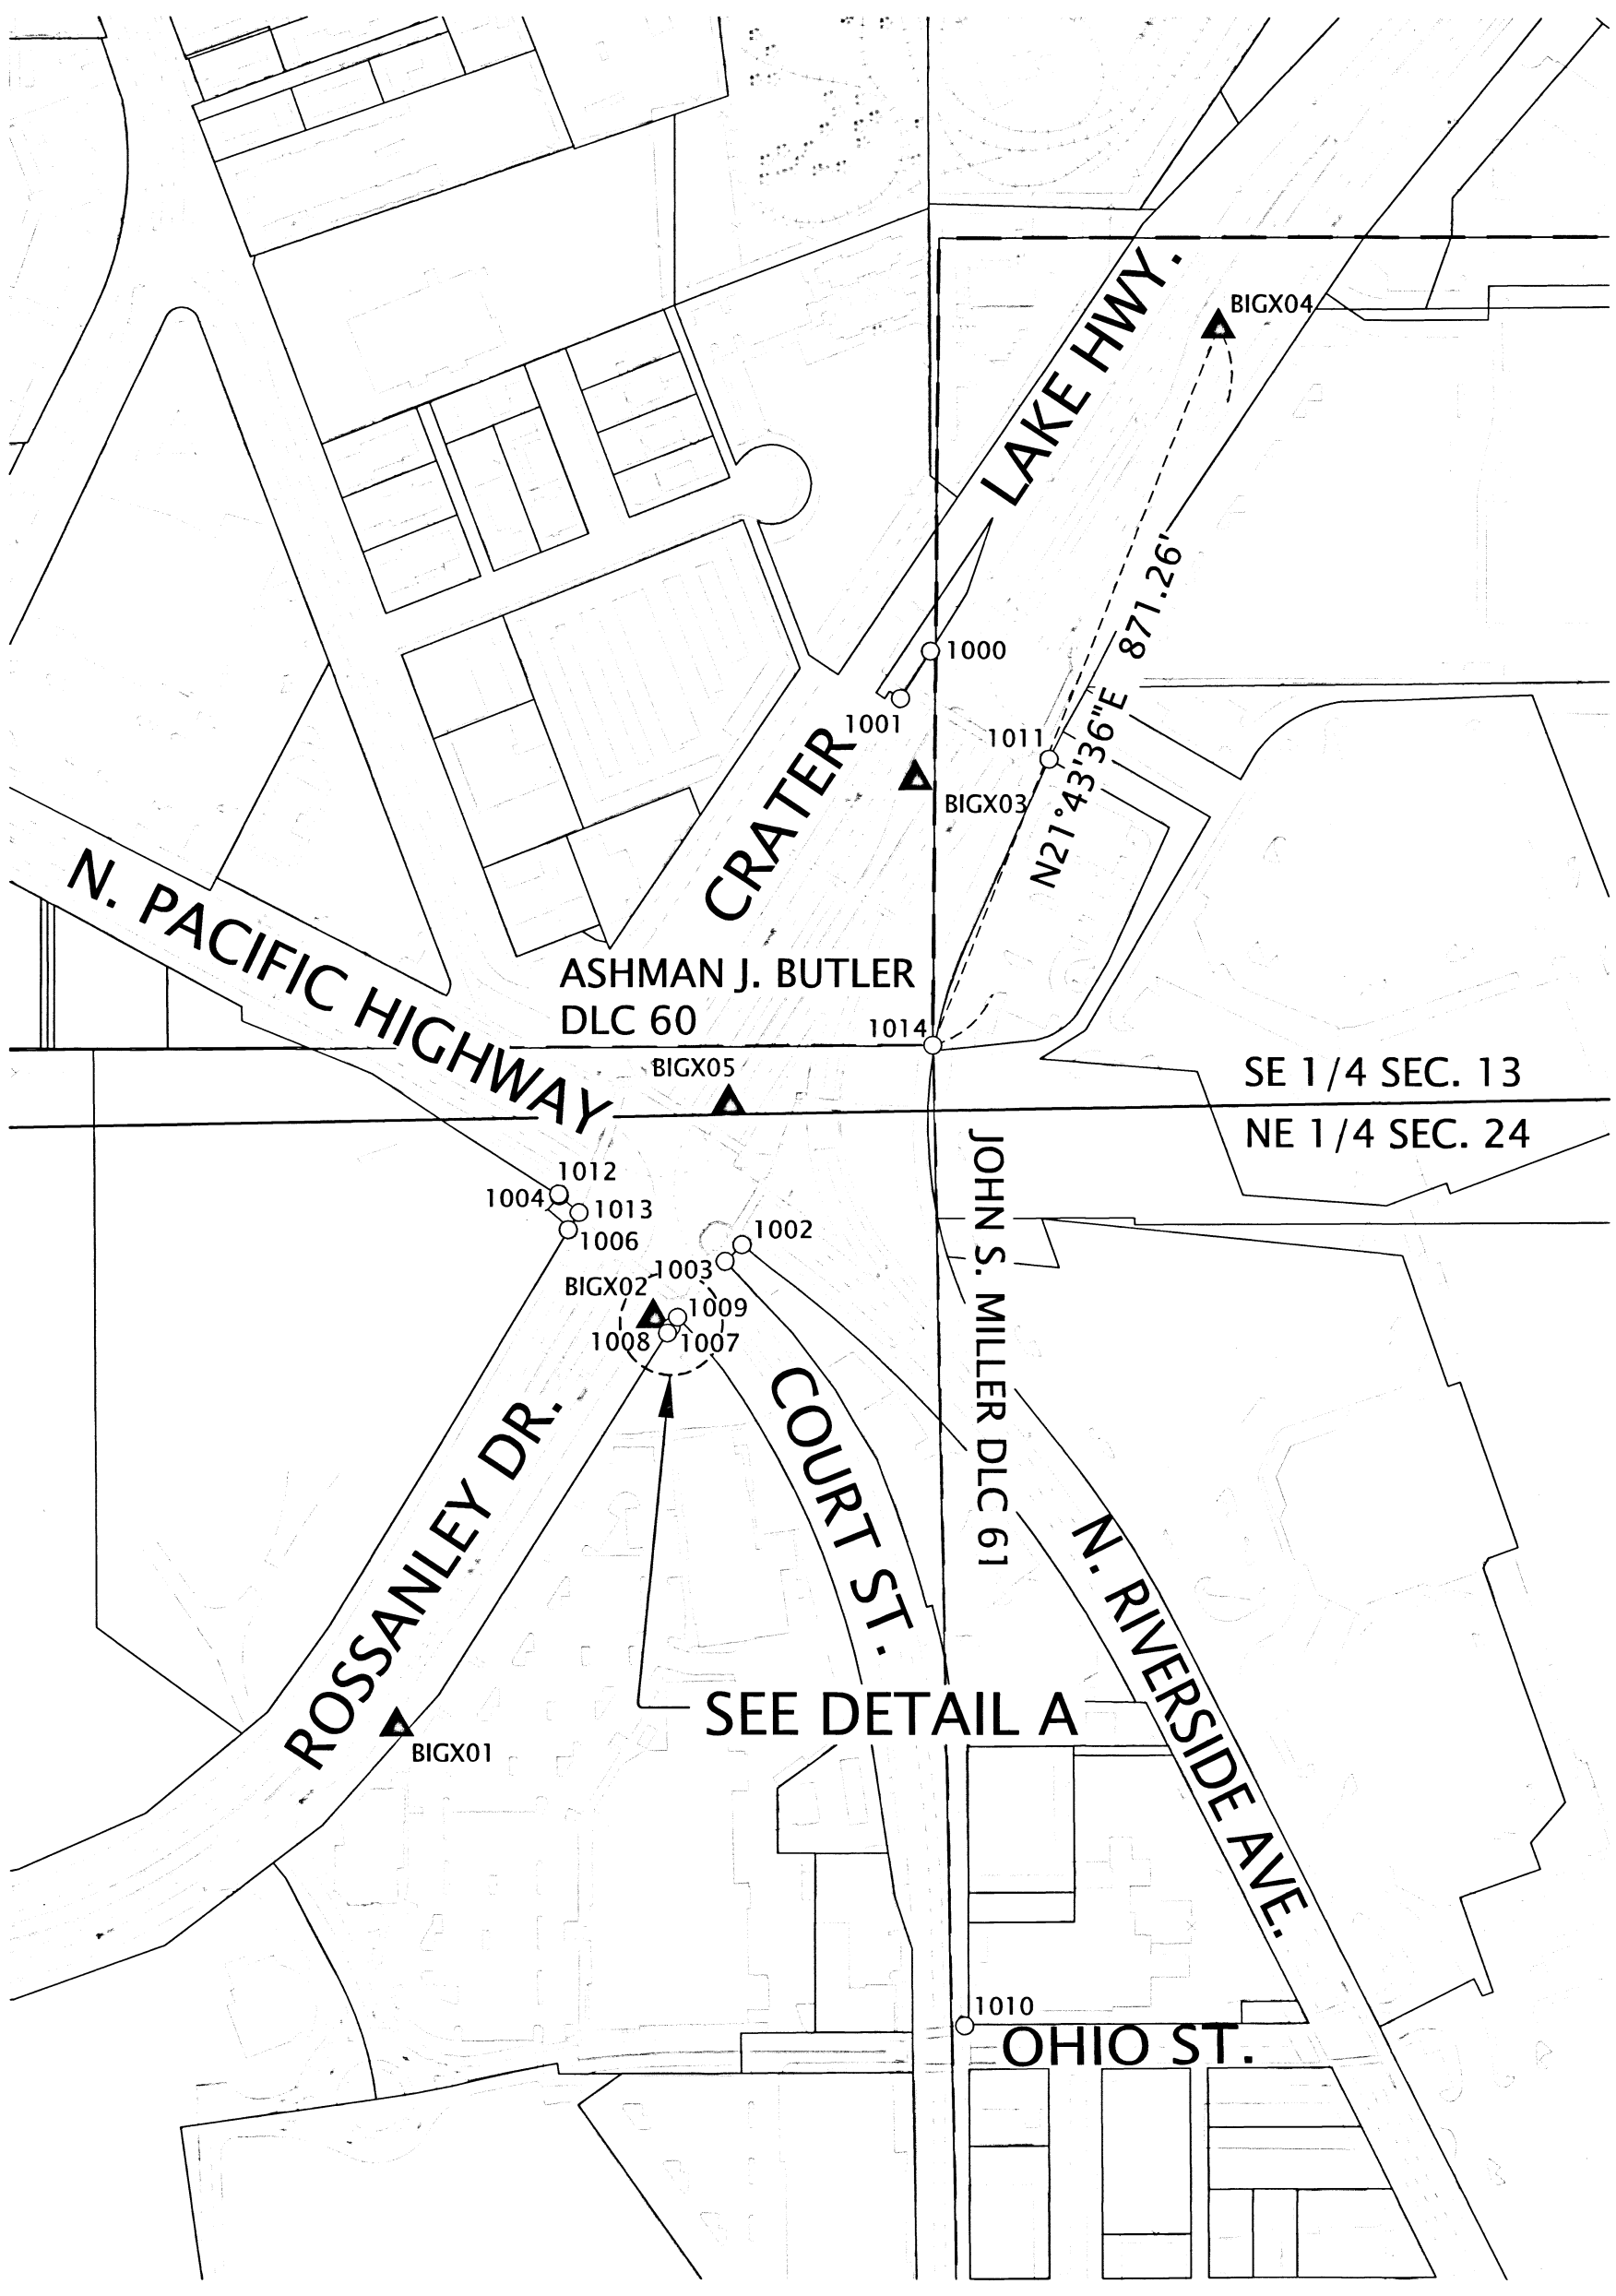 BIGX04
LAKE HWY.
871.26'
1000
1001
1011
N21°43'36"E
CRATER
BIGX03
N. PACIFIC HIGHWAY
ASHMAN J. BUTLER
DLC 60
1014
BIGX05
SE 1/4 SEC. 13
NE 1/4 SEC. 24
JOHN S. MILLER DLC 61
1012
1004
1013
1006
1002
1003
BIGX02
1009
1008
1007
COURT ST.
ROSSANLEY DR.
N. RIVERSIDE AVE.
SEE DETAIL A
BIGX01
1010
OHIO ST.